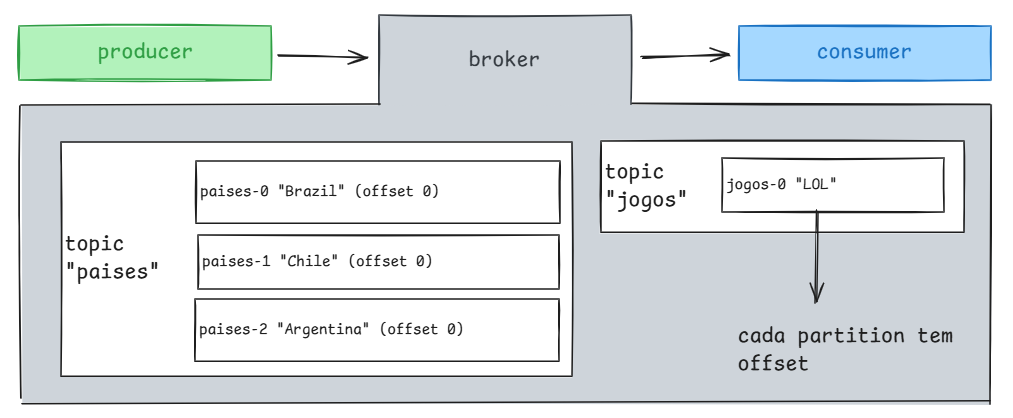 producer
broker
consumer
topic
"paises"
paises-0 "Brazil" (offset 0)
paises-1 "Chile" (offset 0)
paises-2 "Argentina" (offset 0)
topic
"jogos"
jogos-0 "LOL"
cada partition tem
offset